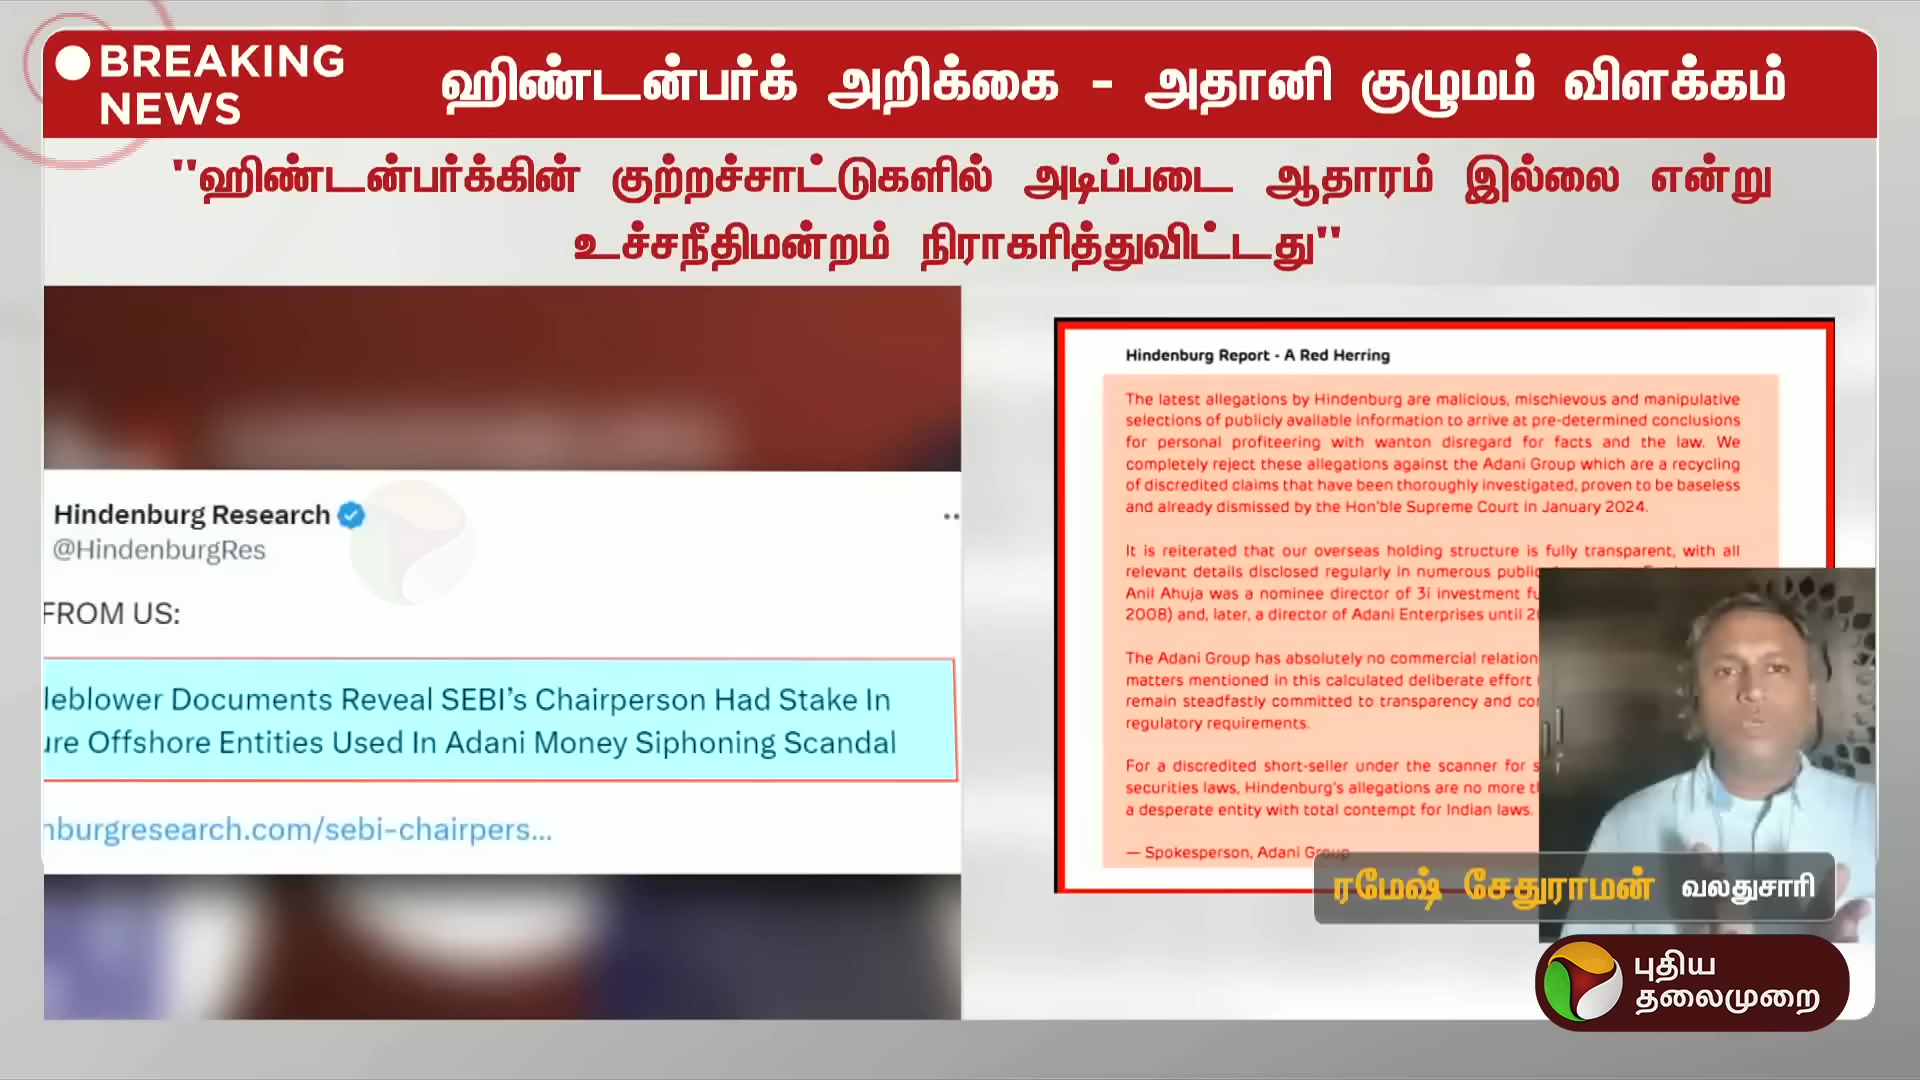 BREAKING
NEWS
ஹிண்டன்பர்க் அறிக்கை - அதானி குழுமம் விளக்கம்
"ஹிண்டன்பர்க்கின் குற்றச்சாட்டுகளில் அடிப்படை ஆதாரம் இல்லை என்று
உச்சநீதிமன்றம் நிராகரித்துவிட்டது"
Hindenburg Research
@HindenburgRes
FROM US:
leblower Documents Reveal SEBI's Chairperson Had Stake In
ure Offshore Entities Used In Adani Money Siphoning Scandal
nburgresearch.com/sebi-chairpers...
Hindenburg Report - A Red Herring
The latest allegations by Hindenburg are malicious, mischievous and manipulative
selections of publicly available information to arrive at pre-determined conclusions
for personal profiteering with wanton disregard for facts and the law. We
completely reject these allegations against the Adani Group which are a recycling
of discredited claims that have been thoroughly investigated, proven to be baseless
and already dismissed by the Hon'ble Supreme Court in January 2024.
It is reiterated that our overseas holding structure is fully transparent, with all
relevant details disclosed regularly in numerous public
Anil Ahuja was a nominee director of 3i investment fu
2008) and, later, a director of Adani Enterprises until 2
The Adani Group has absolutely no commercial relation
matters mentioned in this calculated deliberate effort
remain steadfastly committed to transparency and co
regulatory requirements.
For a discredited short-seller under the scanner for s
securities laws, Hindenburg's allegations are no more t
a desperate entity with total contempt for Indian laws.
— Spokesperson, Adani Group
ரமேஷ் சேதுராமன் வலதுசாரி
புதிய
தலைமுறை